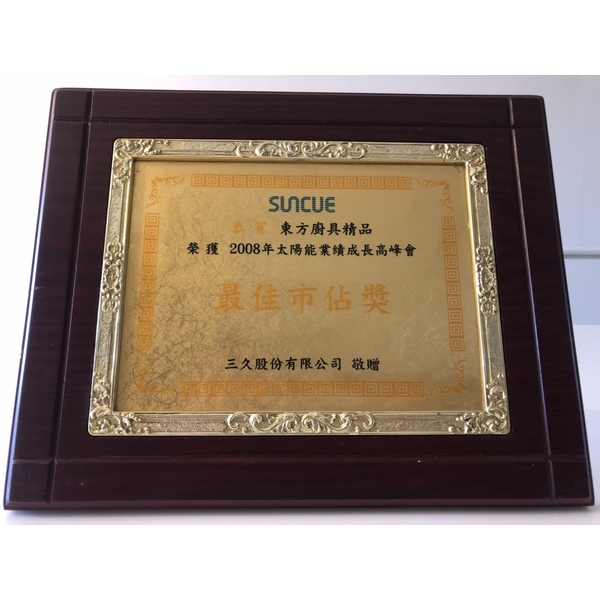 SUNCUE
恭賀 東方廚具精品
榮獲 2008年太陽能業績成長高峰會
最佳市佔獎
三久股份有限公司 敬贈